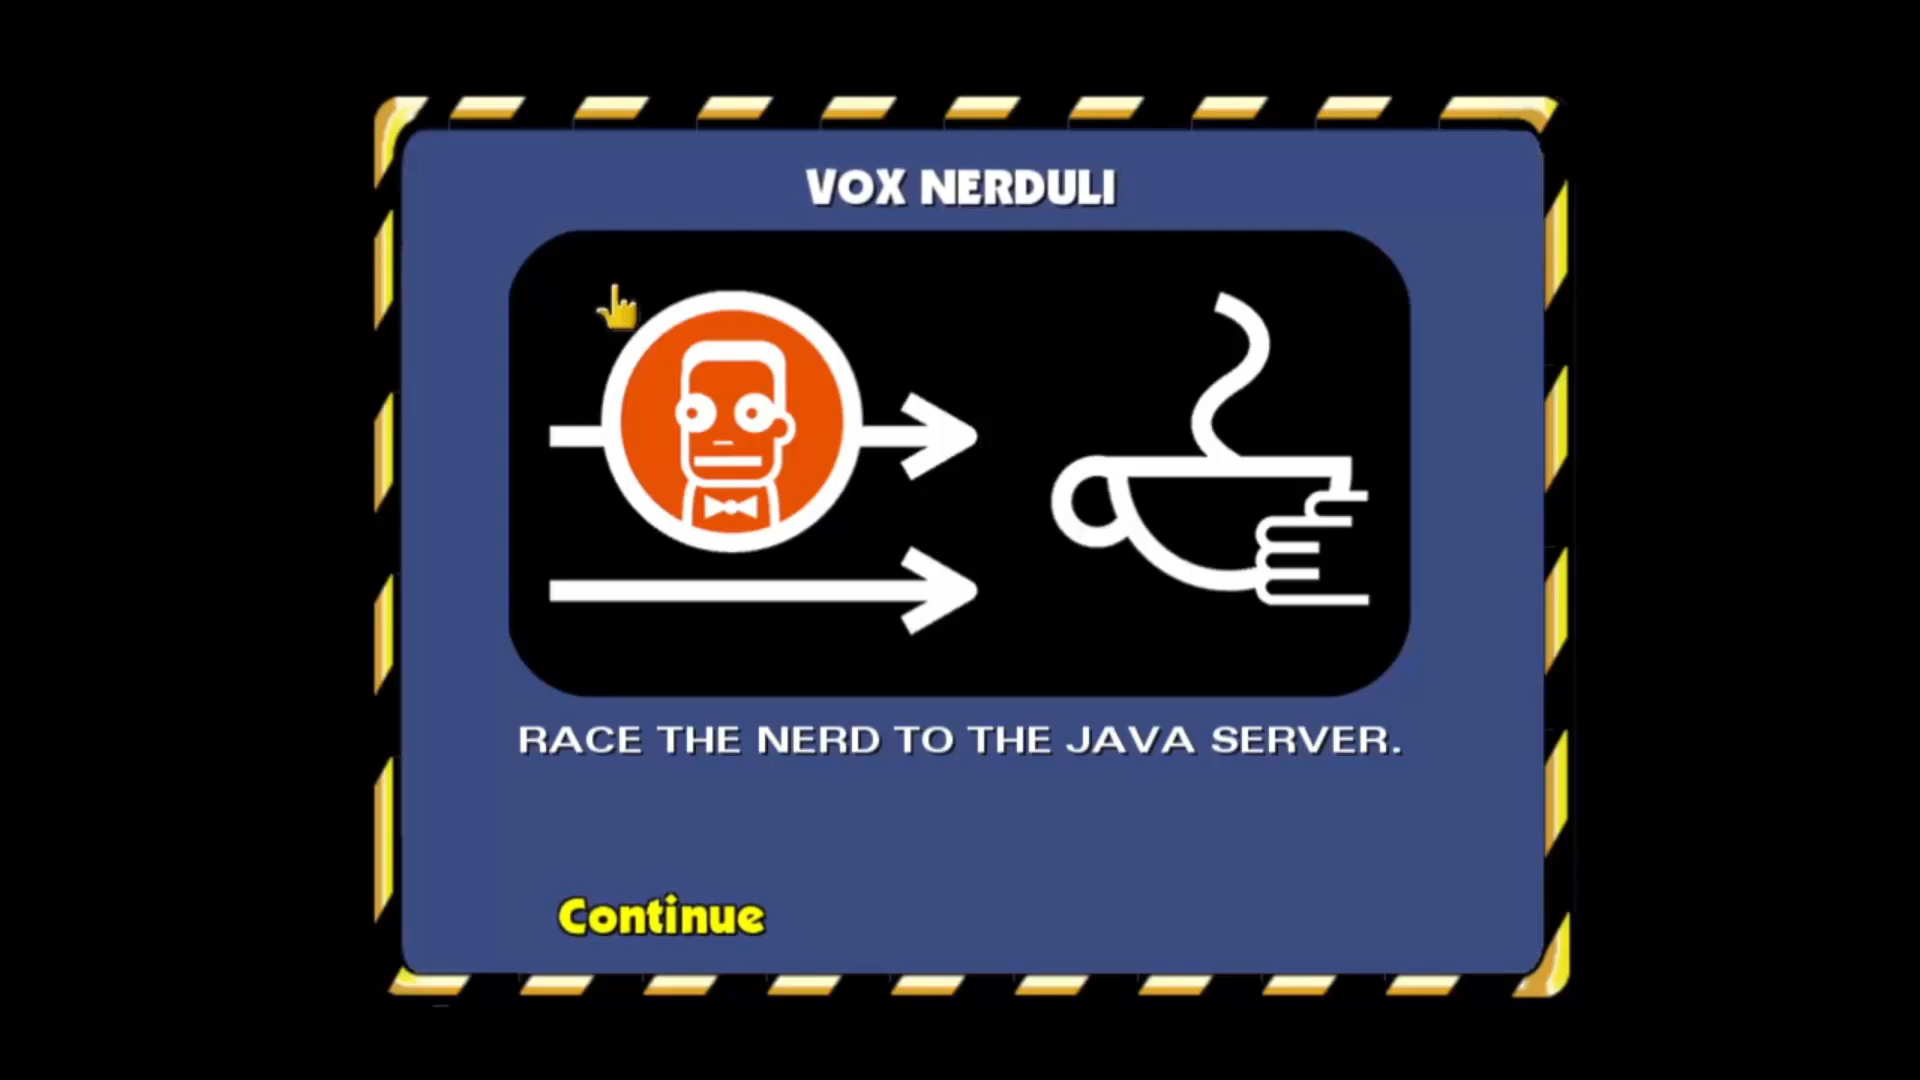 VOX NERDULI
RACE THE NERD TO THE JAVA SERVER.
Continue